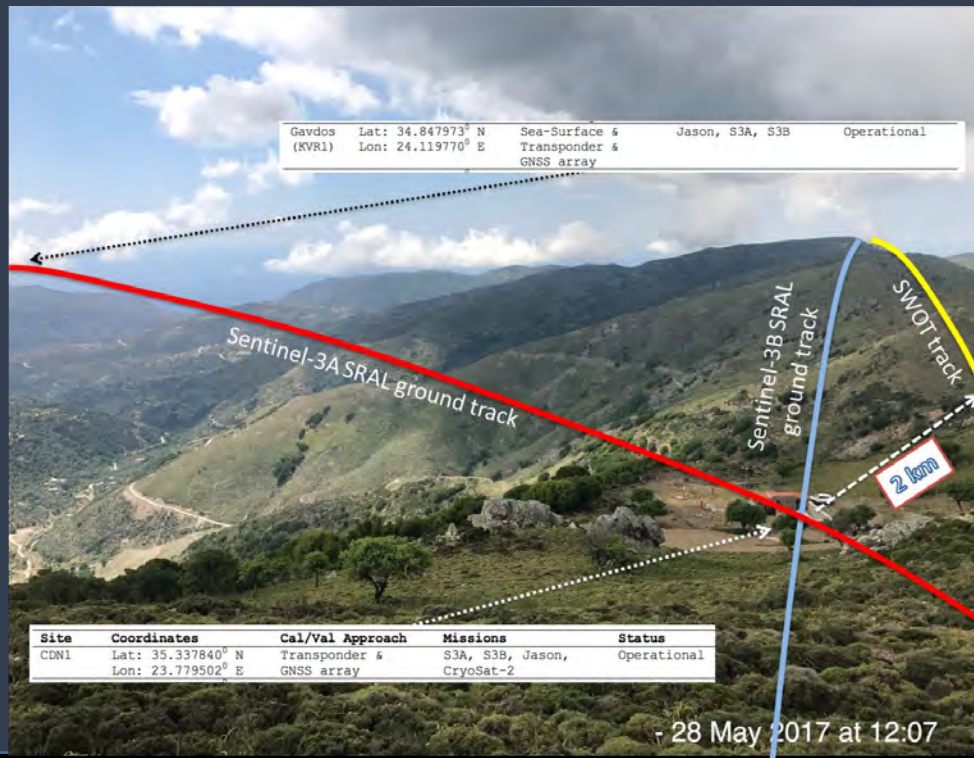 Gavdos Lat: 34.847973⁰ N Sea-Surface & Jason, S3A, S3B Operational
(KVR1) Lon: 24.119770⁰ E Transponder &
GNSS array
Sentinel-3A SRAL ground track
Sentinel-3B SRAL
ground track
SWOT track
2 km
Site Coordinates Cal/Val Approach Missions Status
CDN1 Lat: 35.337840⁰ N Transponder & S3A, S3B, Jason, Operational
Lon: 23.779502⁰ E GNSS array CryoSat-2
- 28 May 2017 at 12:07